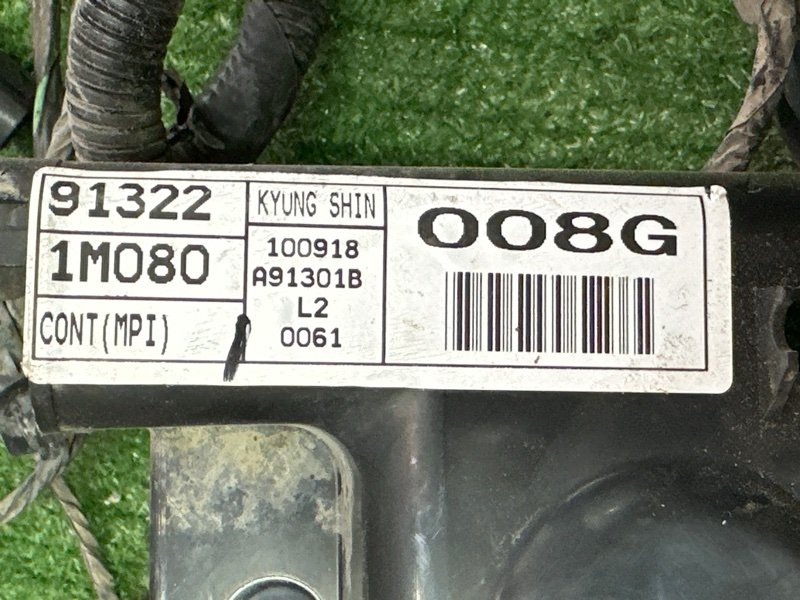 91322
1M080
CONT(MPI)
KYUNG SHIN
100918
A91301B
L2
0061
008G